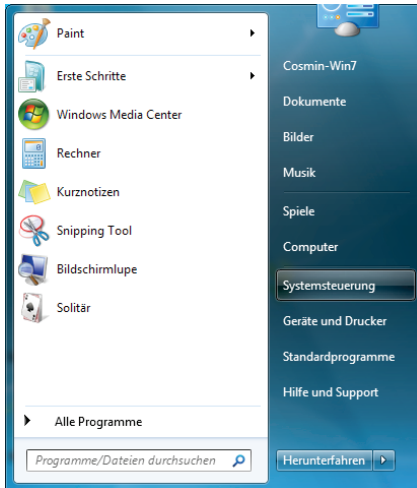 Paint
Erste Schritte
Windows Media Center
Rechner
Kurznotizen
Snipping Tool
Bildschirmlupe
Solitär
Alle Programme
Programme/Dateien durchsuchen
Cosmin-Win7
Dokumente
Bilder
Musik
Spiele
Computer
Systemsteuerung
Geräte und Drucker
Standardprogramme
Hilfe und Support
Herunterfahren